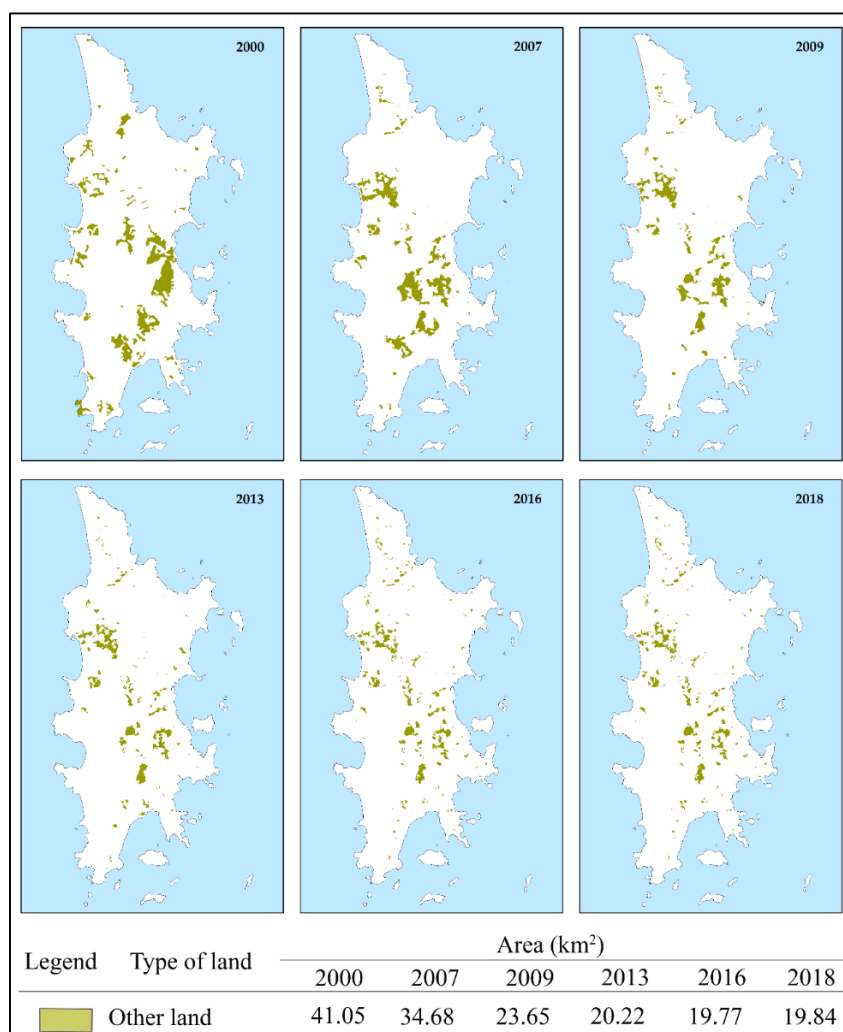 2000 2007 2009
2013 2016 2018
Area (km²)
Legend Type of land
2000 2007 2009 2013 2016 2018
Other land 41.05 34.68 23.65 20.22 19.77 19.84